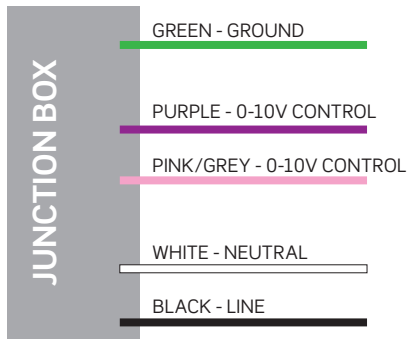 JUNCTION BOX
GREEN - GROUND
PURPLE - 0-10V CONTROL
PINK/GREY - 0-10V CONTROL
WHITE - NEUTRAL
BLACK - LINE